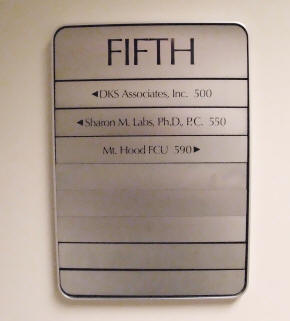 FIFTH
◄DKS Associates, Inc. 500
◄Sharon M. Labs, Ph.D., P.C. 550
Mt. Hood FCU 590►